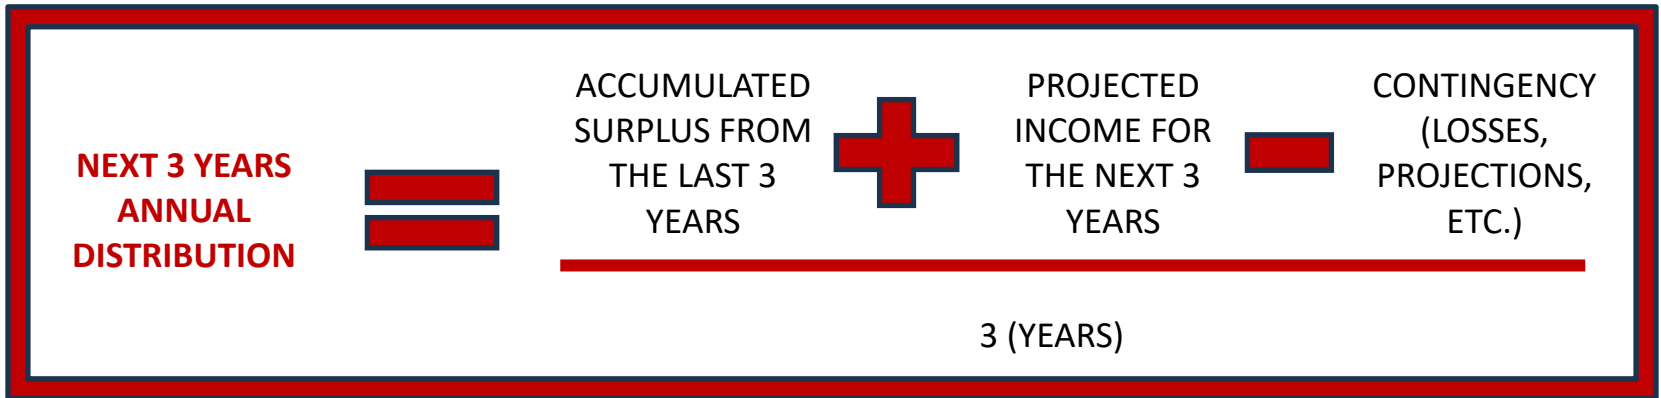 NEXT 3 YEARS
ANNUAL
DISTRIBUTION
ACCUMULATED
SURPLUS FROM
THE LAST 3
YEARS
PROJECTED
INCOME FOR
THE NEXT 3
YEARS
CONTINGENCY
(LOSSES,
PROJECTIONS,
ETC.)
3 (YEARS)